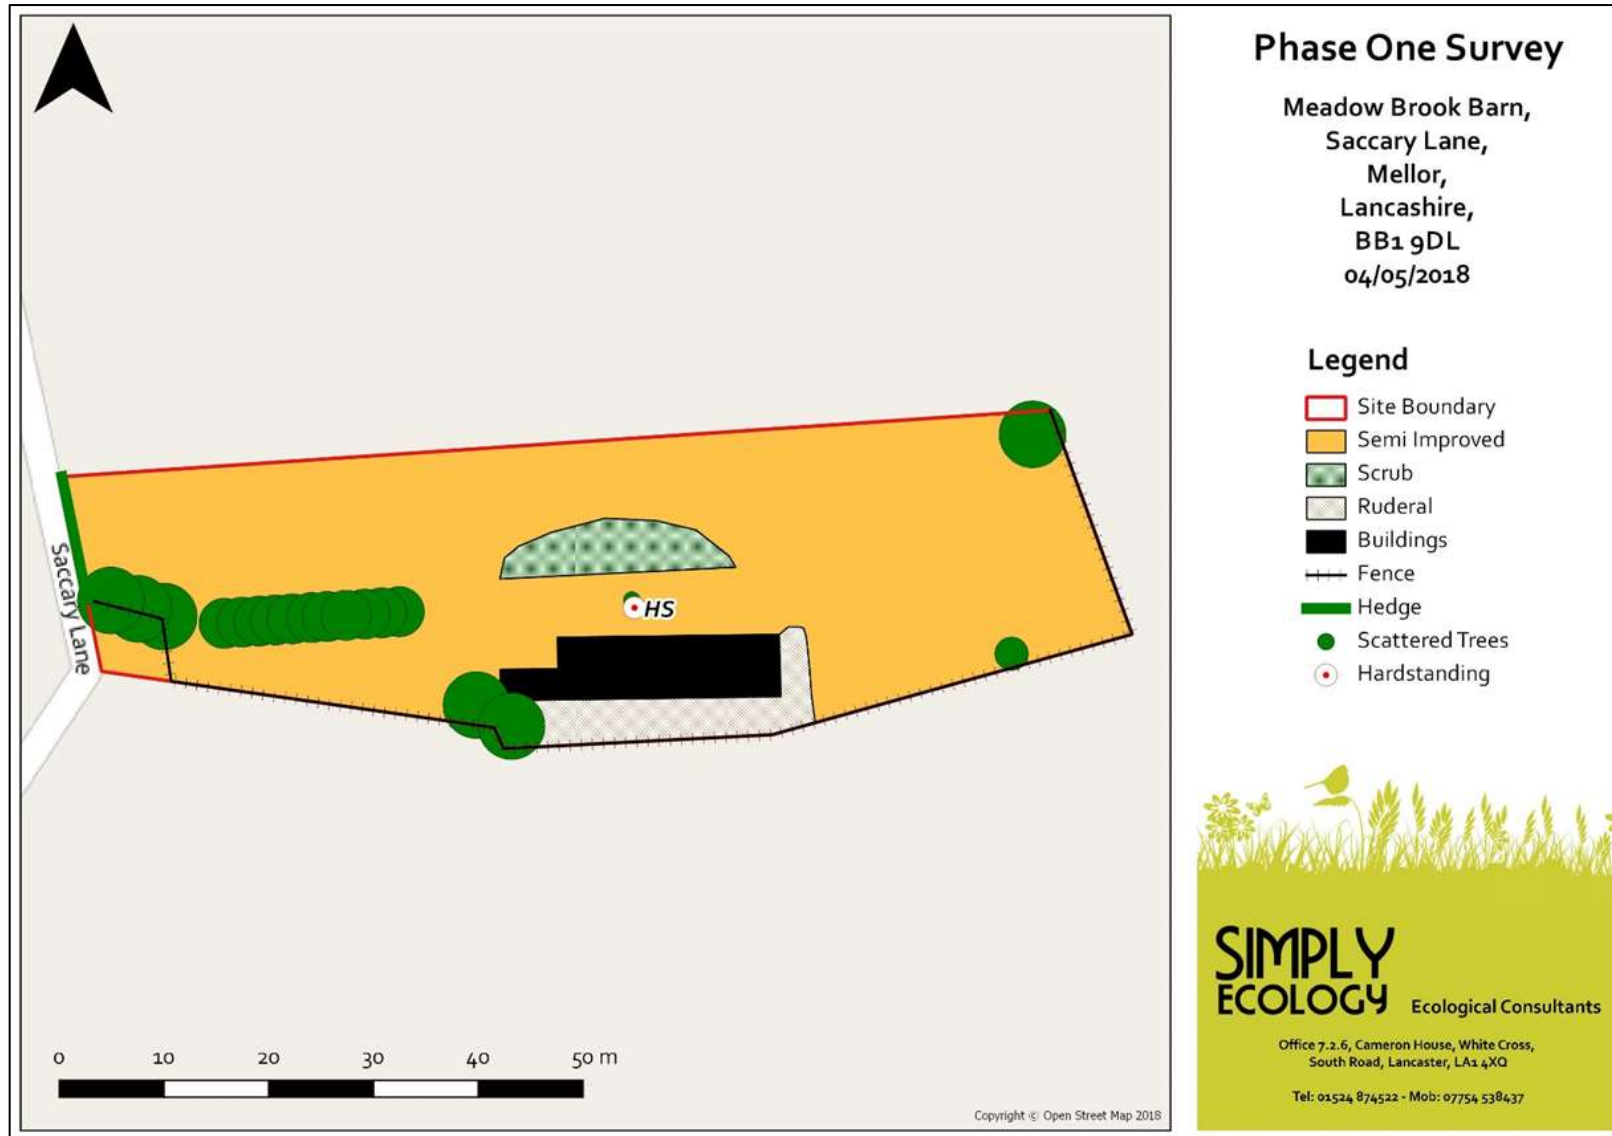 Phase One Survey
Meadow Brook Barn,
Saccary Lane,
Mellor,
Lancashire,
BB1 9DL
04/05/2018
Legend
Site Boundary
Semi Improved
Scrub
Ruderal
Buildings
Fence
Hedge
Scattered Trees
Hardstanding
Saccary Lane
HS
0 10 20 30 40 50 m
Copyright © Open Street Map 2018
SIMPLY
ECOLOGY
Ecological Consultants
Office 7.2.6, Cameron House, White Cross,
South Road, Lancaster, LA1 4XQ
Tel: 01524 874522 - Mob: 07754 538437